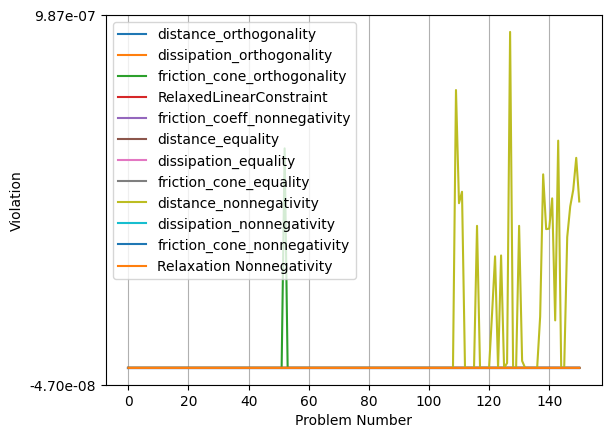 9.87e-07
distance_orthogonality
dissipation_orthogonality
friction_cone_orthogonality
RelaxedLinearConstraint
friction_coeff_nonnegativity
distance_equality
dissipation_equality
friction_cone_equality
distance_nonnegativity
dissipation_nonnegativity
friction_cone_nonnegativity
Relaxation Nonnegativity
Violation
-4.70e-08
0 20 40 60 80 100 120 140
Problem Number